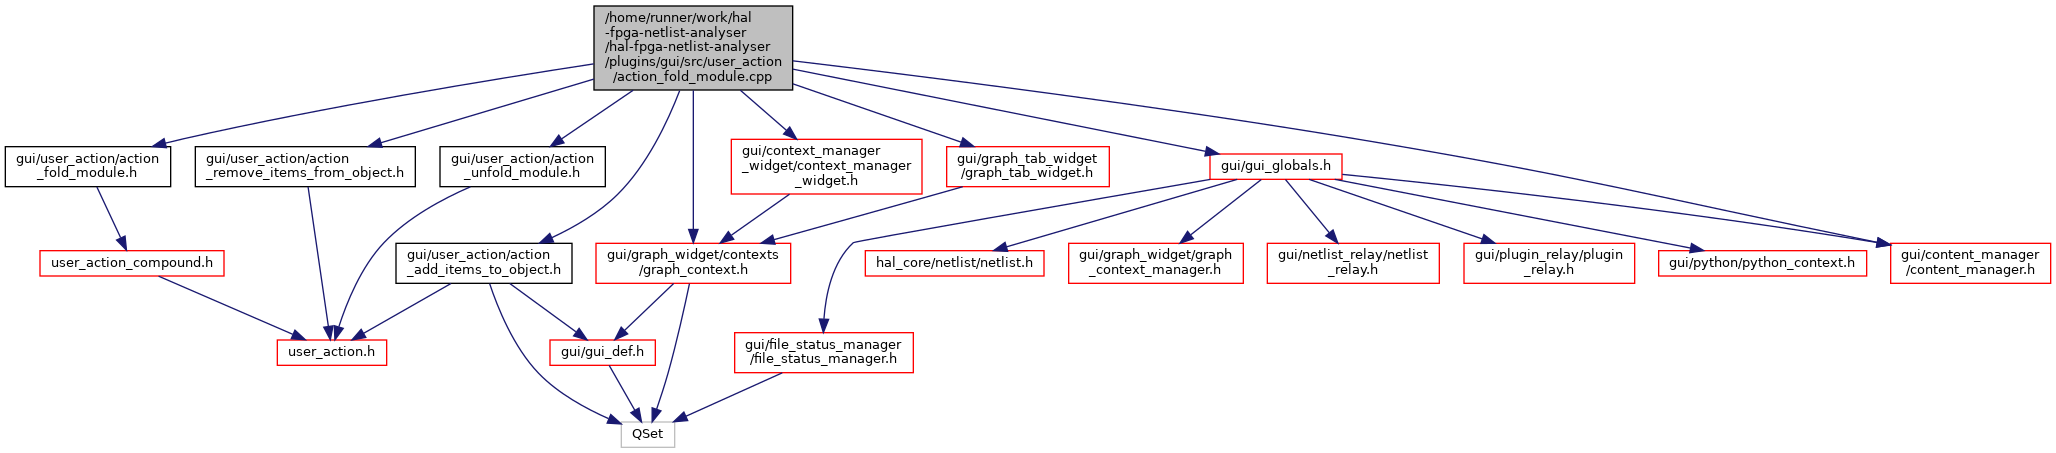 /home/runner/work/hal
-fpga-netlist-analyser
/hal-fpga-netlist-analyser
/plugins/gui/src/user_action
/action_fold_module.cpp
gui/user_action/action
_fold_module.h
gui/user_action/action
_remove_items_from_object.h
gui/user_action/action
_unfold_module.h
gui/context_manager
_widget/context_manager
_widget.h
gui/graph_tab_widget
/graph_tab_widget.h
gui/gui_globals.h
user_action_compound.h
gui/user_action/action
_add_items_to_object.h
gui/graph_widget/contexts
/graph_context.h
hal_core/netlist/netlist.h
gui/graph_widget/graph
_context_manager.h
gui/netlist_relay/netlist
_relay.h
gui/plugin_relay/plugin
_relay.h
gui/python/python_context.h
gui/content_manager
/content_manager.h
user_action.h
gui/gui_def.h
gui/file_status_manager
/file_status_manager.h
QSet